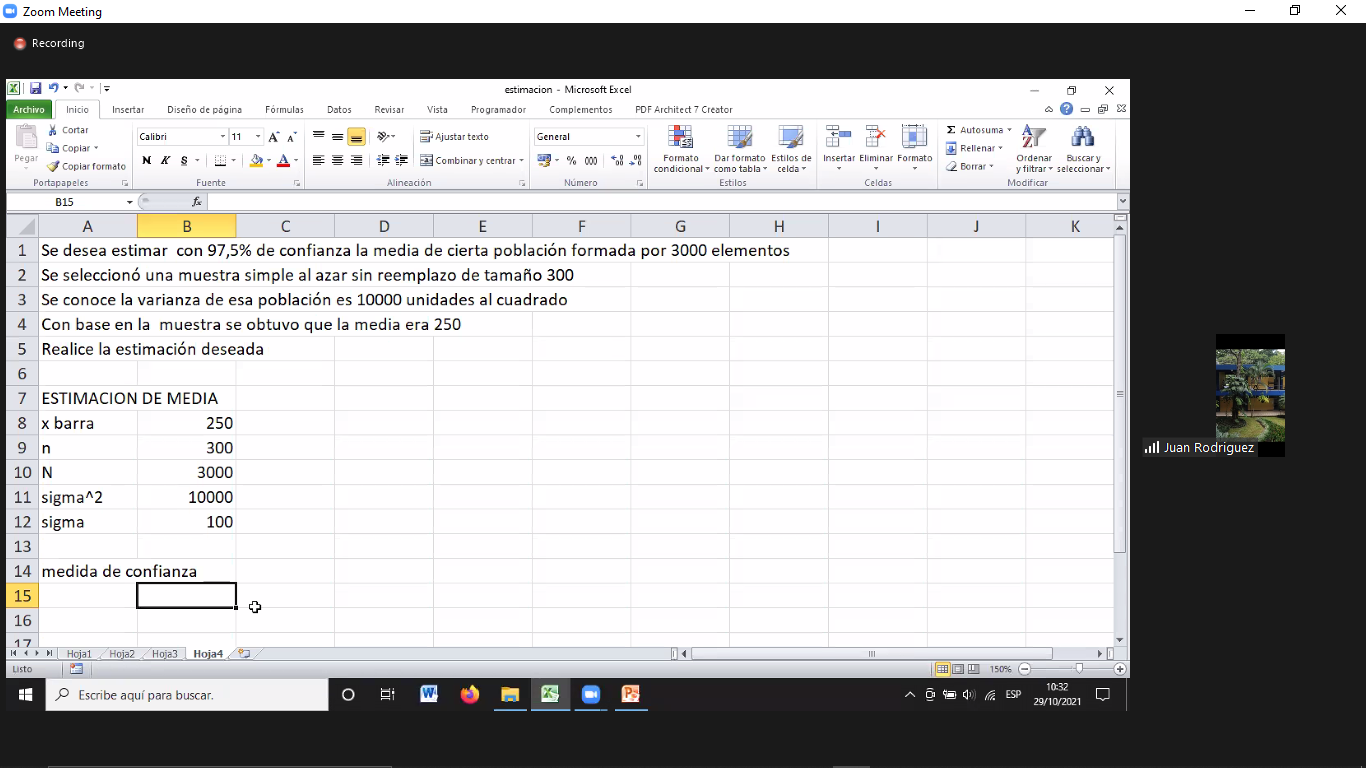 Zoom Meeting
Recording
estimacion - Microsoft Excel
Archivo Inicio Insertar Diseño de página Fórmulas Datos Revisar Vista Programador Complementos PDF Architect 7 Creator
Pegar
Cortar
Copiar
Copiar formato
Portapapeles
Calibri 11
N K S
Fuente
Ajustar texto
Combinar y centrar
Alineación
General
% 000
Número
Formato condicional
Dar formato como tabla
Estilos de celda
Estilos
Insertar Eliminar Formato
Celdas
Σ Autosuma
Rellenar
Borrar
Ordenar y filtrar
Buscar y seleccionar
Modificar
B15 fx
A B C D E F G H I J K
1 Se desea estimar con 97,5% de confianza la media de cierta población formada por 3000 elementos
2 Se seleccionó una muestra simple al azar sin reemplazo de tamaño 300
3 Se conoce la varianza de esa población es 10000 unidades al cuadrado
4 Con base en la muestra se obtuvo que la media era 250
5 Realice la estimación deseada
6
7 ESTIMACION DE MEDIA
8 x barra 250
9 n 300
10 N 3000
11 sigma^2 10000
12 sigma 100
13
14 medida de confianza
15
16
17
Hoja1 Hoja2 Hoja3 Hoja4
Listo 150%
Escribe aquí para buscar.
ESP
10:32
29/10/2021
Juan Rodriguez